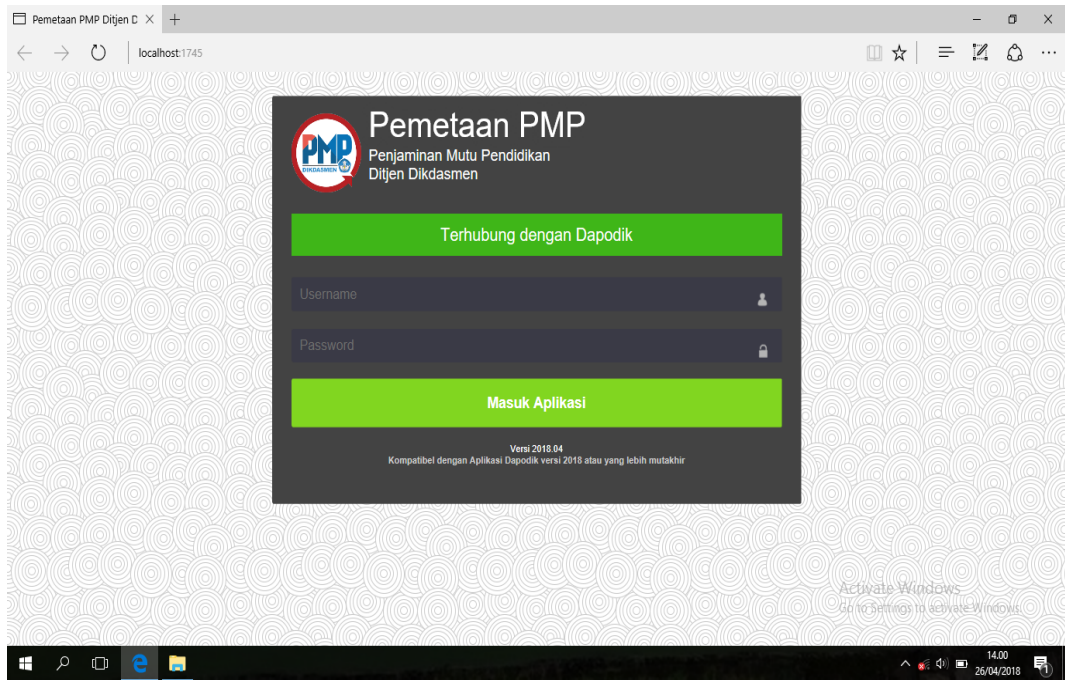 Pemetaan PMP Ditjen D
localhost:1745
Pemetaan PMP
Penjaminan Mutu Pendidikan
Ditjen Dikdasmen
PMP
DIKDASMEN
Terhubung dengan Dapodik
Username
Password
Masuk Aplikasi
Versi 2018.04
Kompatibel dengan Aplikasi Dapodik versi 2018 atau yang lebih mutakhir
Activate Windows
Go to Settings to activate Windows.
14.00
26/04/2018
1